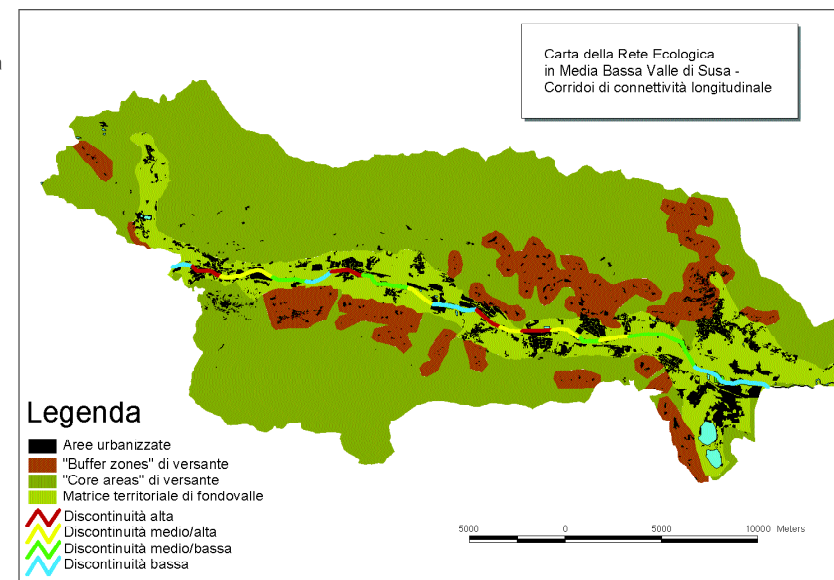 Carta della Rete Ecologica
in Media Bassa Valle di Susa -
Corridoi di connettività longitudinale
Legenda
Aree urbanizzate
"Buffer zones" di versante
"Core areas" di versante
Matrice territoriale di fondovalle
Discontinuità alta
Discontinuità medio/alta
Discontinuità medio/bassa
Discontinuità bassa
5000 0 5000 10000 Meters